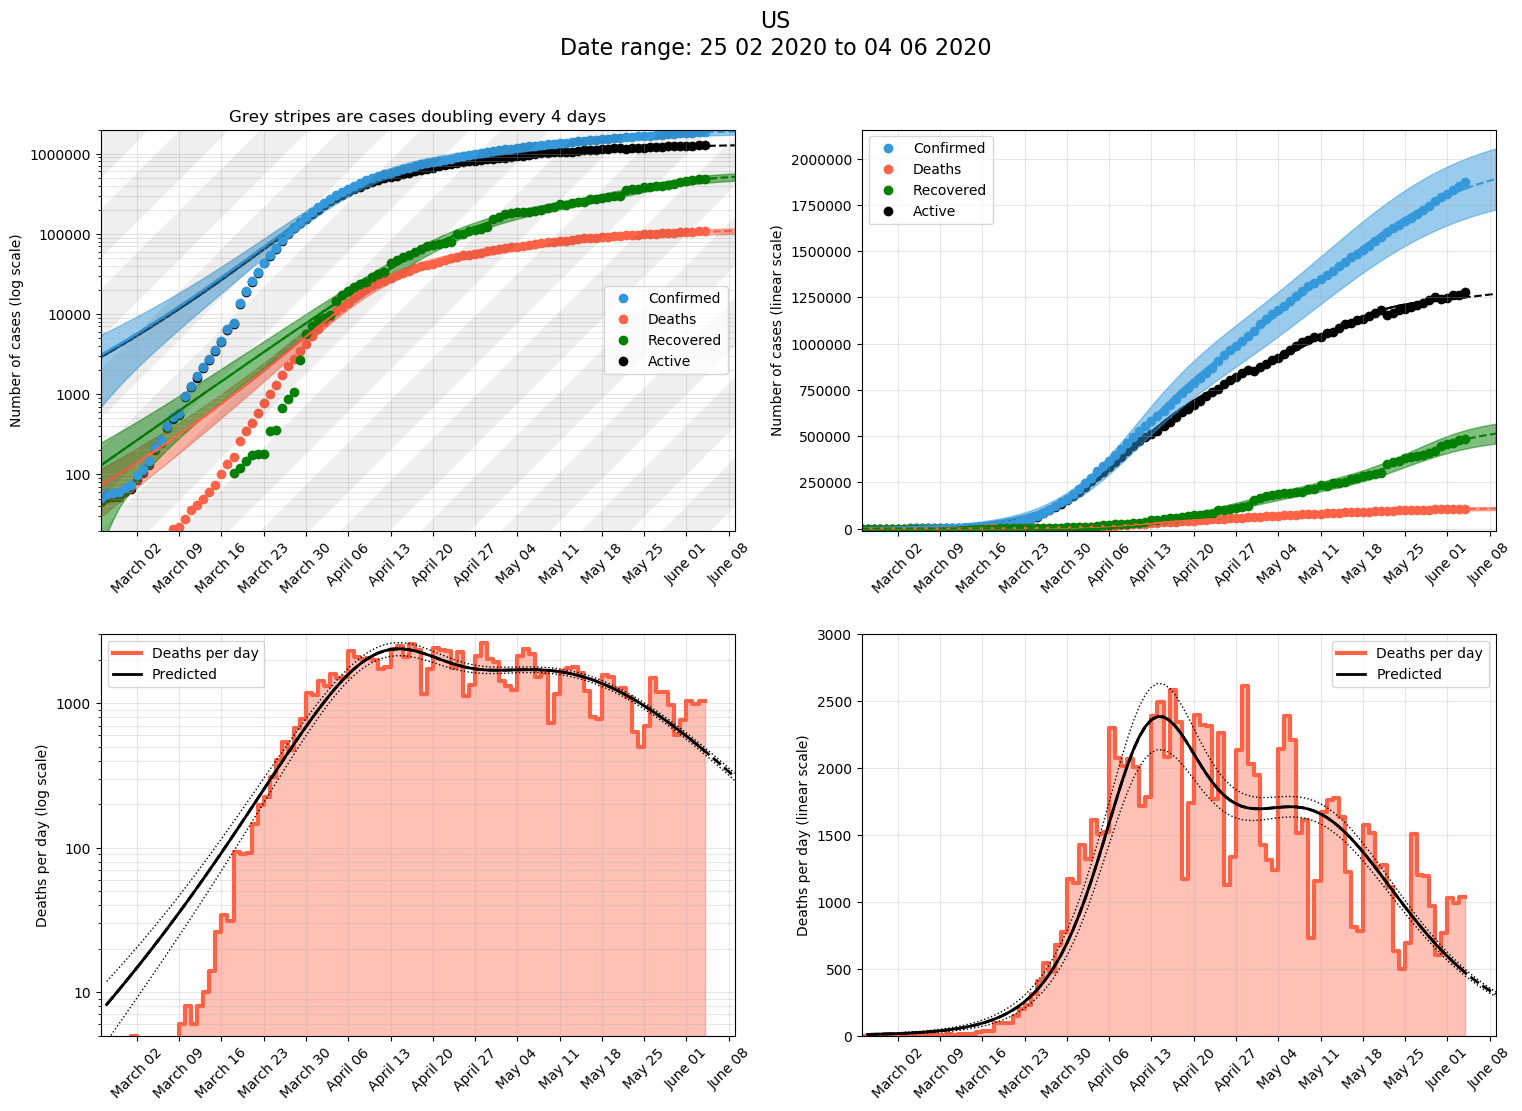 US
Date range: 25 02 2020 to 04 06 2020
Grey stripes are cases doubling every 4 days
Number of cases (log scale)
1000000
100000
10000
1000
100
Confirmed
Deaths
Recovered
Active
March 02
March 09
March 16
March 23
March 30
April 06
April 13
April 20
April 27
May 04
May 11
May 18
May 25
June 01
June 08
Number of cases (linear scale)
2000000
1750000
1500000
1250000
1000000
750000
500000
250000
0
Confirmed
Deaths
Recovered
Active
March 02
March 09
March 16
March 23
March 30
April 06
April 13
April 20
April 27
May 04
May 11
May 18
May 25
June 01
June 08
Deaths per day (log scale)
1000
100
10
Deaths per day
Predicted
March 02
March 09
March 16
March 23
March 30
April 06
April 13
April 20
April 27
May 04
May 11
May 18
May 25
June 01
June 08
Deaths per day (linear scale)
3000
2500
2000
1500
1000
500
0
Deaths per day
Predicted
March 02
March 09
March 16
March 23
March 30
April 06
April 13
April 20
April 27
May 04
May 11
May 18
May 25
June 01
June 08